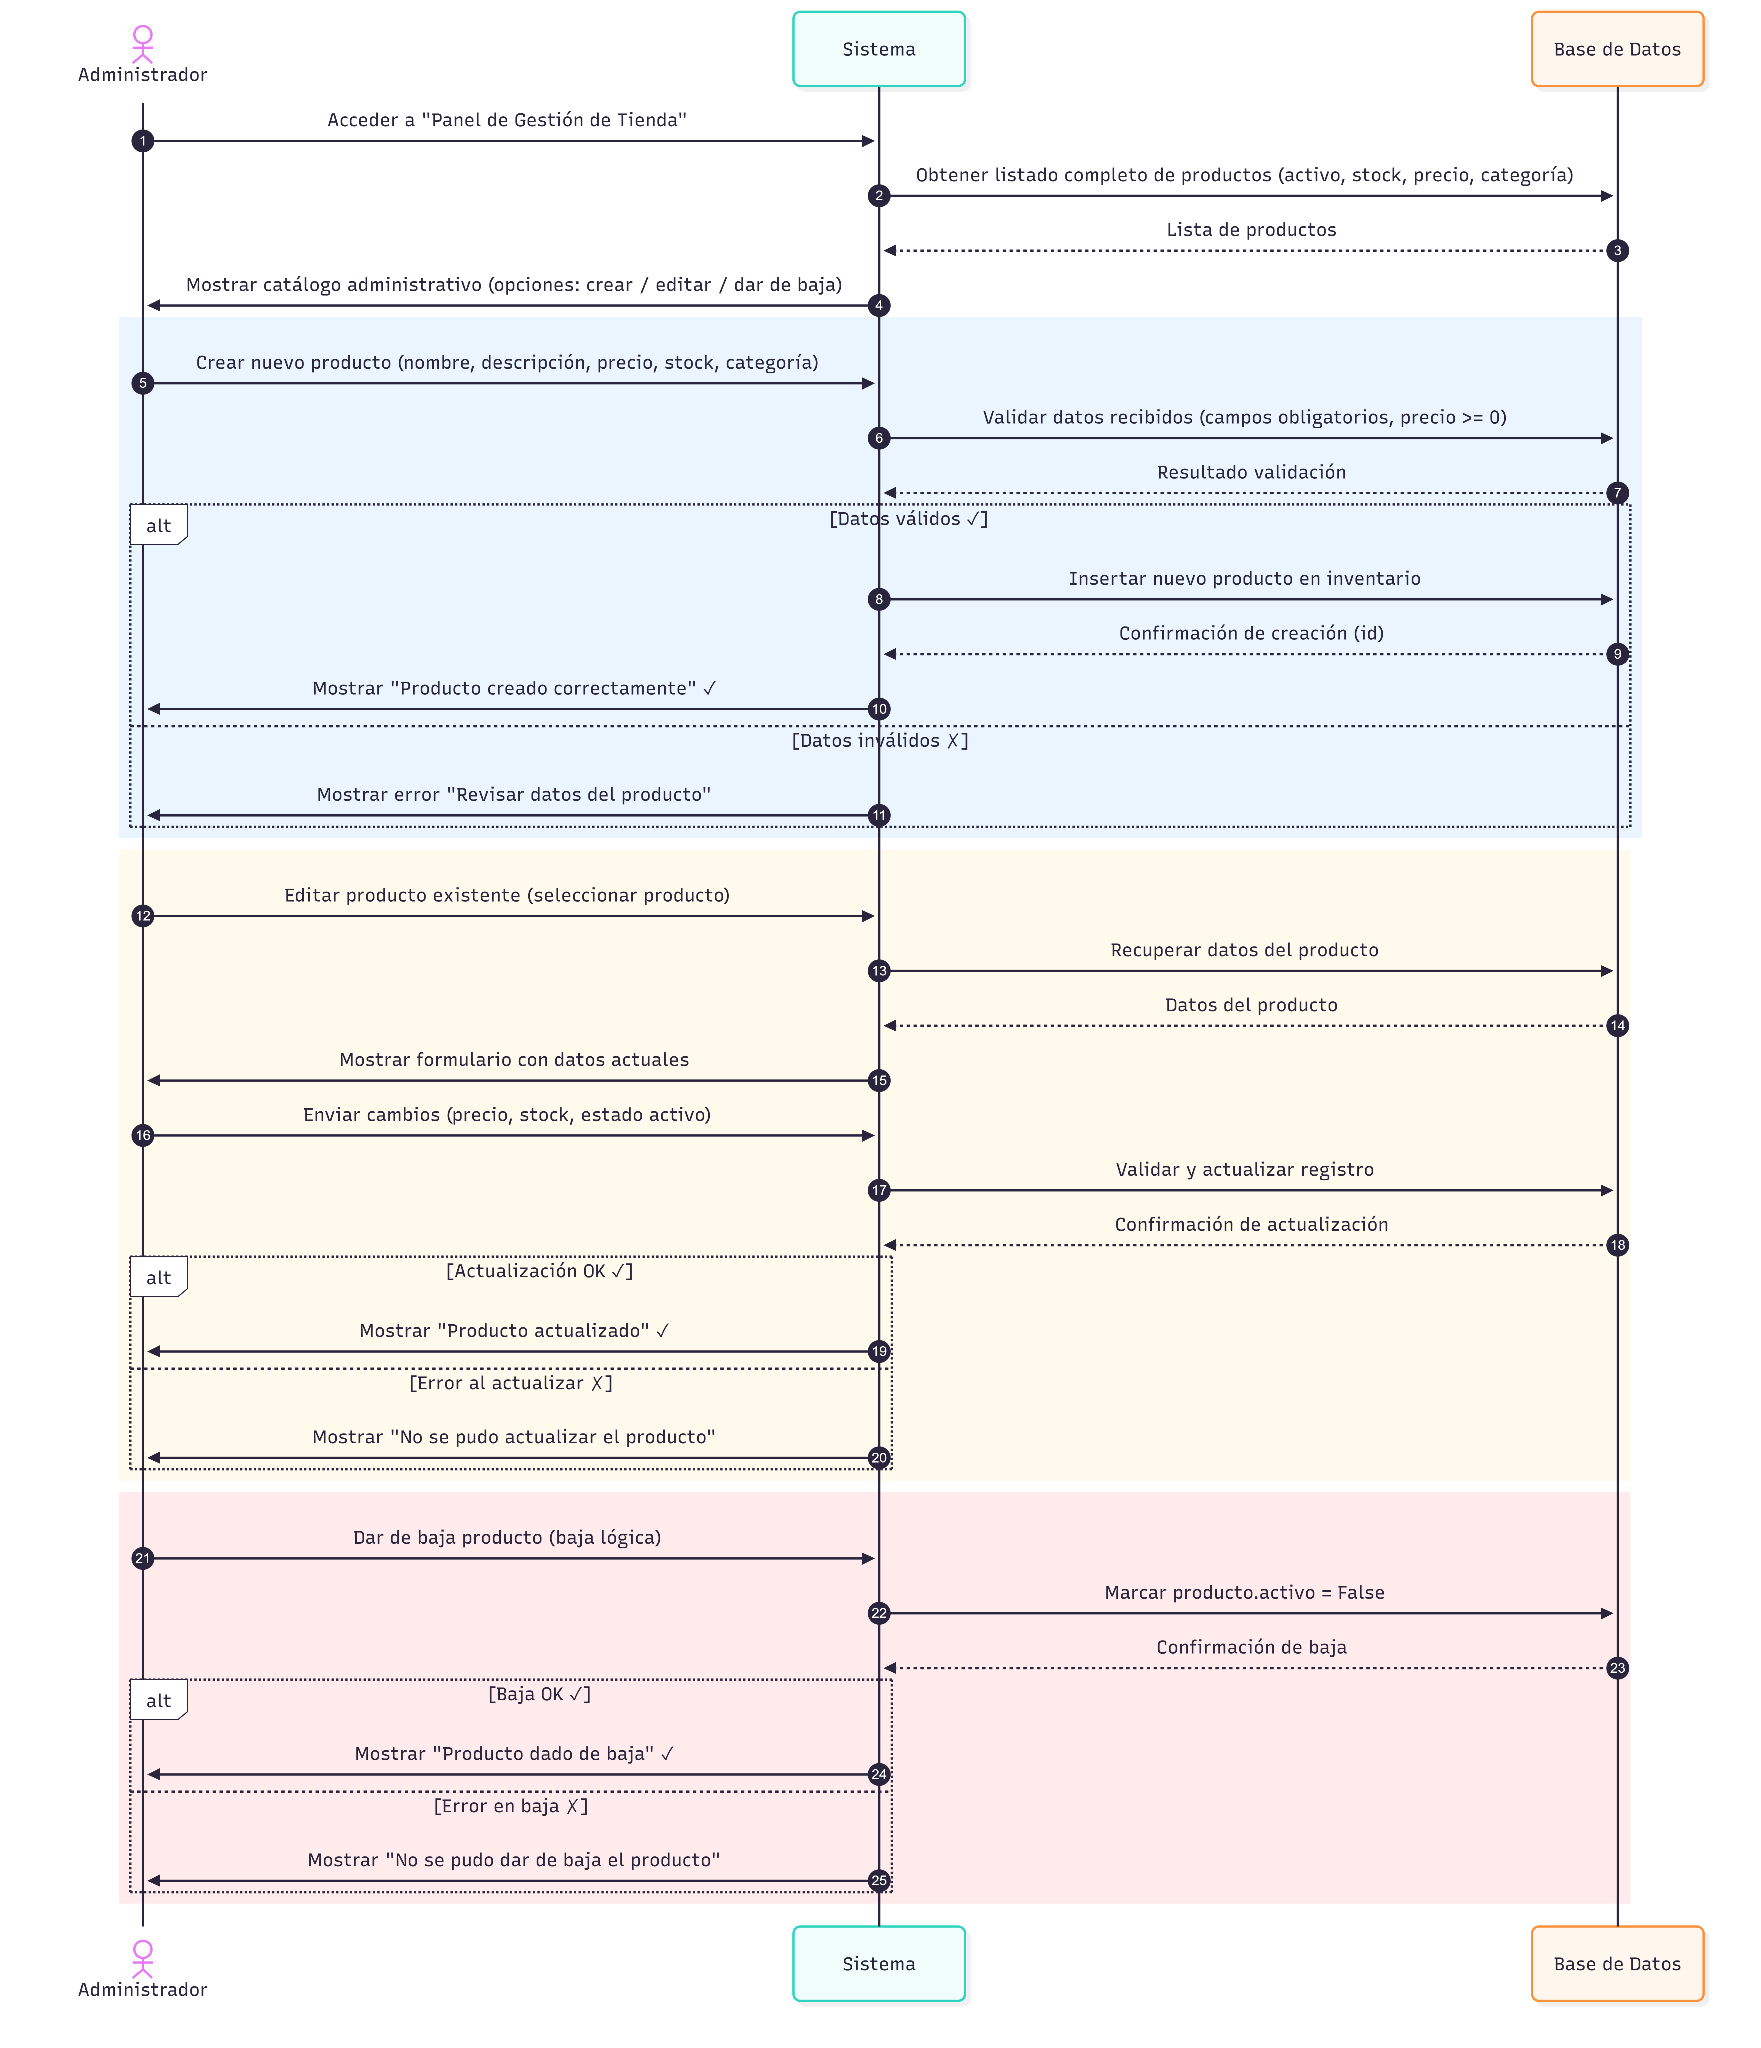 Administrador
Sistema
Base de Datos
Acceder a "Panel de Gestión de Tienda"
1
Obtener listado completo de productos (activo, stock, precio, categoría)
2
Lista de productos
3
Mostrar catálogo administrativo (opciones: crear / editar / dar de baja)
4
Crear nuevo producto (nombre, descripción, precio, stock, categoría)
5
Validar datos recibidos (campos obligatorios, precio >= 0)
6
Resultado validación
7
alt
[Datos válidos ✓]
Insertar nuevo producto en inventario
8
Confirmación de creación (id)
9
Mostrar "Producto creado correctamente" ✓
10
[Datos inválidos ✗]
Mostrar error "Revisar datos del producto"
11
Editar producto existente (seleccionar producto)
12
Recuperar datos del producto
13
Datos del producto
14
Mostrar formulario con datos actuales
15
Enviar cambios (precio, stock, estado activo)
16
Validar y actualizar registro
17
Confirmación de actualización
18
alt
[Actualización OK ✓]
Mostrar "Producto actualizado" ✓
19
[Error al actualizar ✗]
Mostrar "No se pudo actualizar el producto"
20
Dar de baja producto (baja lógica)
21
Marcar producto.activo = False
22
Confirmación de baja
23
alt
[Baja OK ✓]
Mostrar "Producto dado de baja" ✓
24
[Error en baja ✗]
Mostrar "No se pudo dar de baja el producto"
25
Administrador
Sistema
Base de Datos